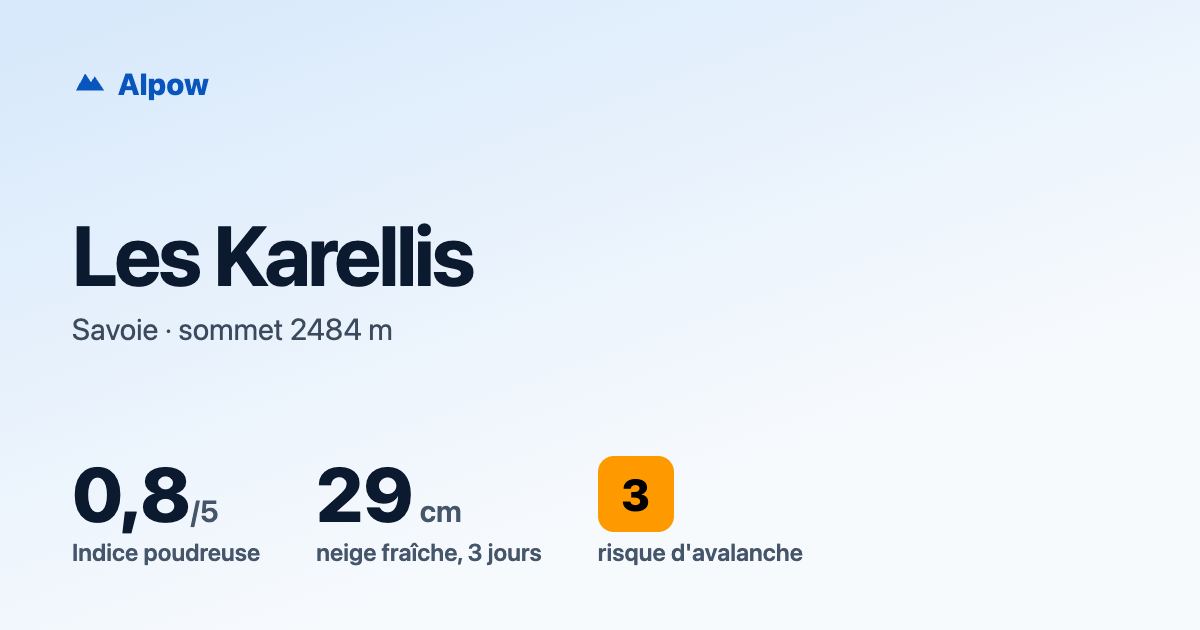 Alpow
Les Karellis
Savoie · sommet 2484 m
0,8/5
Indice poudreuse
29 cm
neige fraîche, 3 jours
3
risque d'avalanche